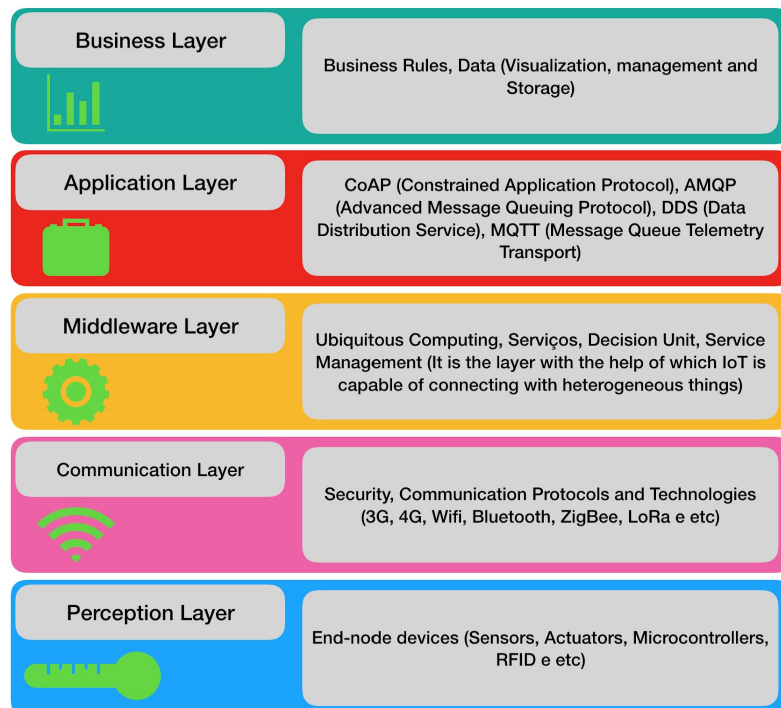 Business Layer
Business Rules, Data (Visualization, management and
Storage)
Application Layer
CoAP (Constrained Application Protocol), AMQP
(Advanced Message Queuing Protocol), DDS (Data
Distribution Service), MQTT (Message Queue Telemetry
Transport)
Middleware Layer
Ubiquitous Computing, Serviços, Decision Unit, Service
Management (It is the layer with the help of which IoT is
capable of connecting with heterogeneous things)
Communication Layer
Security, Communication Protocols and Technologies
(3G, 4G, Wifi, Bluetooth, ZigBee, LoRa e etc)
Perception Layer
End-node devices (Sensors, Actuators, Microcontrollers,
RFID e etc)